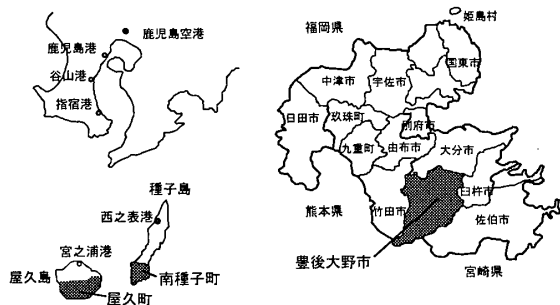 鹿児島空港
鹿児島港
谷山港
指宿港
種子島
西之表港
宮之浦港
屋久島
屋久町
南種子町
姫島村
福岡県
国東市
中津市
宇佐市
日田市
玖珠町
別府市
九重町
由布市
大分市
臼杵市
熊本県
竹田市
佐伯市
豊後大野市
宮崎県